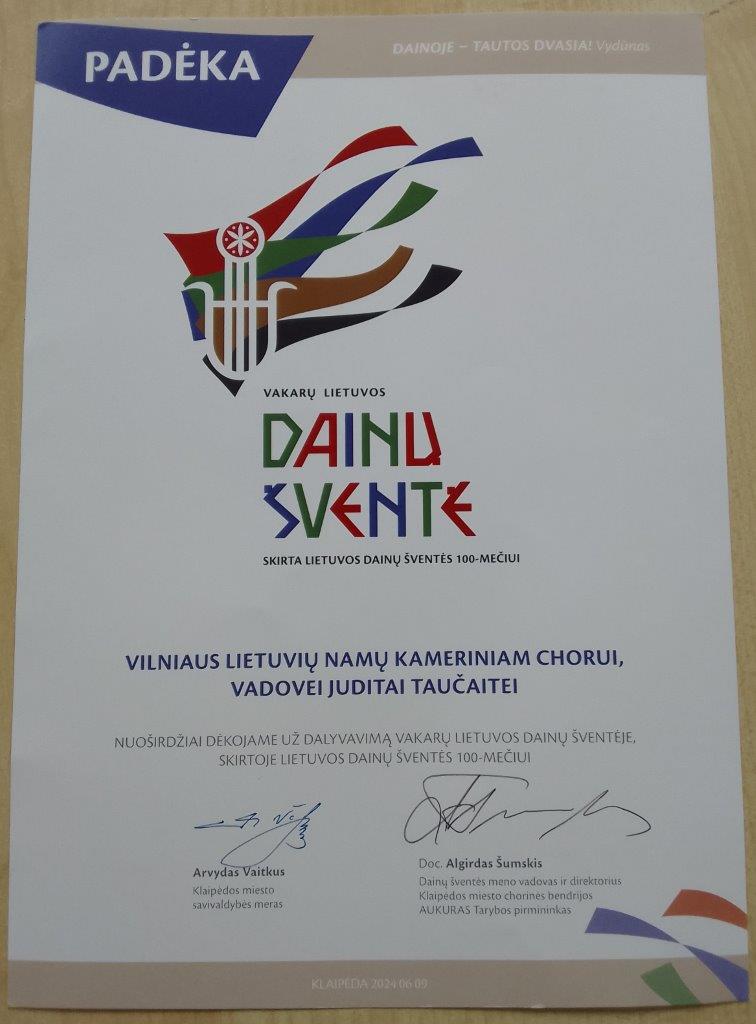 PADĖKA
DAINOJE – TAUTOS DVASIA! Vydūnas
VAKARŲ LIETUVOS
DAINŲ
ŠVENTĖ
SKIRTA LIETUVOS DAINŲ ŠVENTĖS 100-MEČIUI
VILNIAUS LIETUVIŲ NAMŲ KAMERINIAM CHORUI,
VADOVEI JUDITAI TAUČAITEI
NUOŠIRDŽIAI DĖKOJAME UŽ DALYVAVIMĄ VAKARŲ LIETUVOS DAINŲ ŠVENTĖJE,
SKIRTOJE LIETUVOS DAINŲ ŠVENTĖS 100-MEČIUI
Arvydas Vaitkus
Klaipėdos miesto
savivaldybės meras
Doc. Algirdas Šumskis
Dainų šventės meno vadovas ir direktorius
Klaipėdos miesto chorinės bendrijos
AUKURAS Tarybos pirmininkas
KLAIPĖDA 2024 06 09